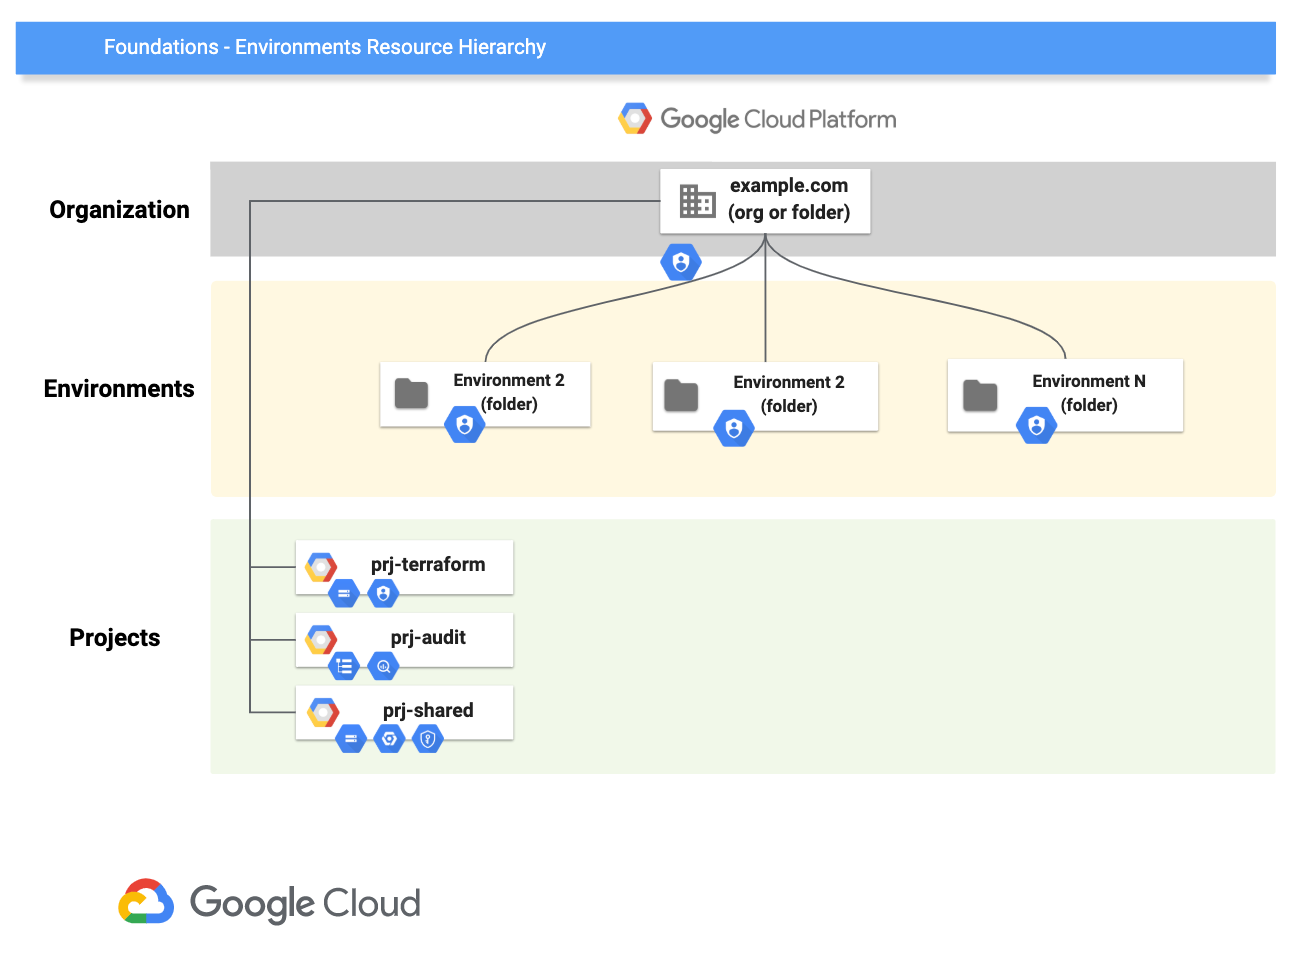 Foundations - Environments Resource Hierarchy
Google Cloud Platform
Organization
example.com
(org or folder)
Environments
Environment 2
(folder)
Environment 2
(folder)
Environment N
(folder)
Projects
prj-terraform
prj-audit
prj-shared
Google Cloud